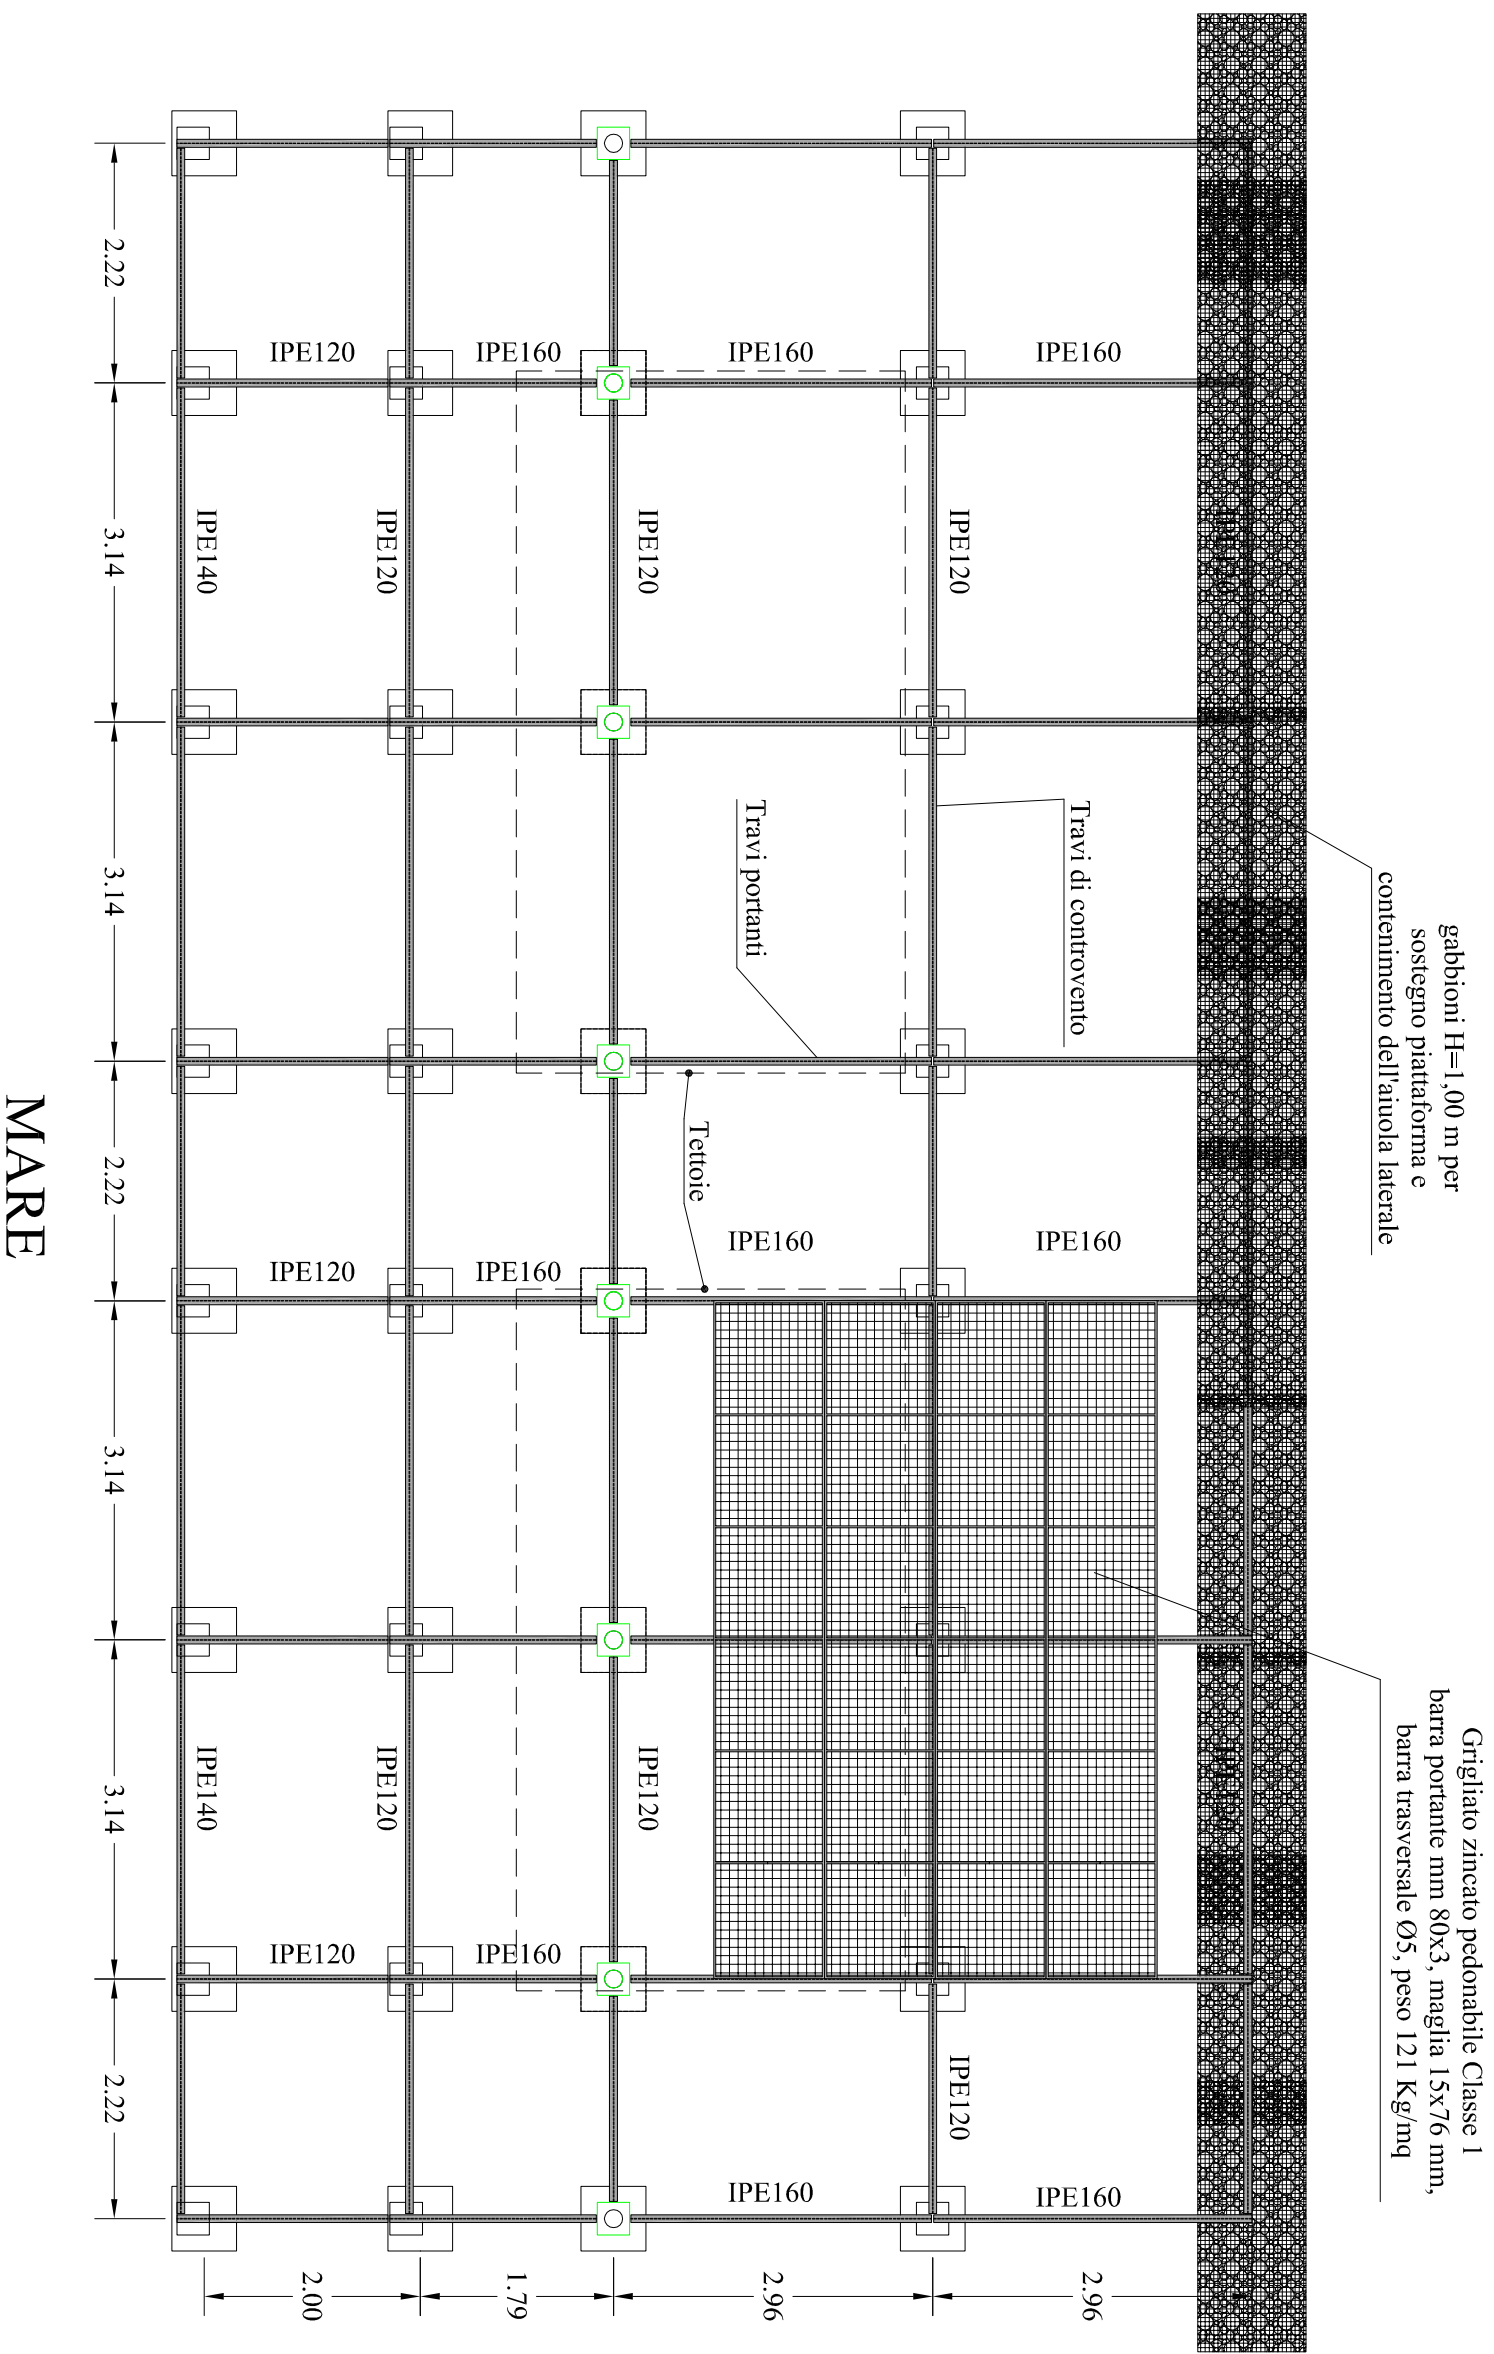 gabbioni H=1,00 m per
sostegno piattaforma e
contenimento dell'aiuola laterale
Grigliato zincato pedonabile Classe 1
barra portante mm 80x3, maglia 15x76 mm,
barra trasversale Ø5, peso 121 Kg/mq
IPE120
IPE160
IPE160
IPE160
IPE140
IPE120
IPE120
IPE120
Travi di controvento
Travi portanti
Tettoie
IPE120
IPE160
IPE160
IPE160
IPE140
IPE120
IPE120
IPE120
IPE160
IPE120
IPE160
IPE160
2.22
3.14
3.14
2.22
3.14
3.14
2.22
2.00
1.79
2.96
2.96
MARE